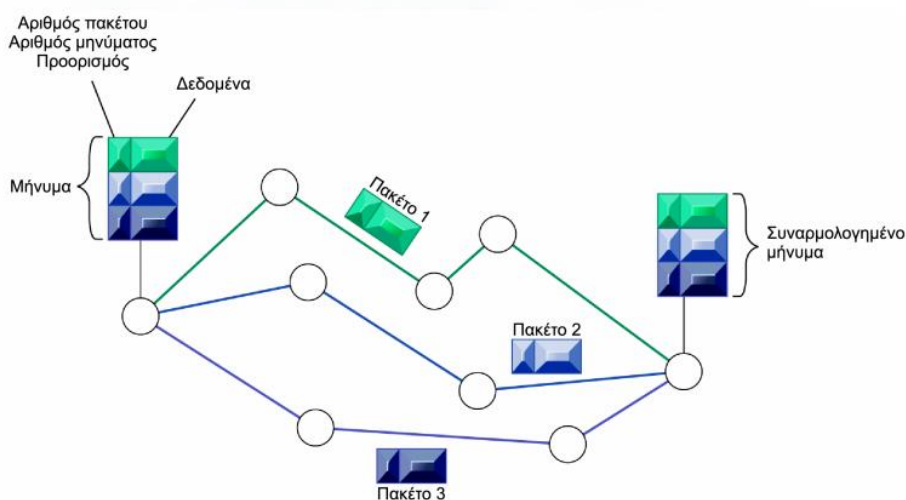 Αριθμός πακέτου
Αριθμός μηνύματος
Προορισμός
Δεδομένα
Μήνυμα
Πακέτο 1
Συναρμολογημένο
μήνυμα
Πακέτο 2
Πακέτο 3